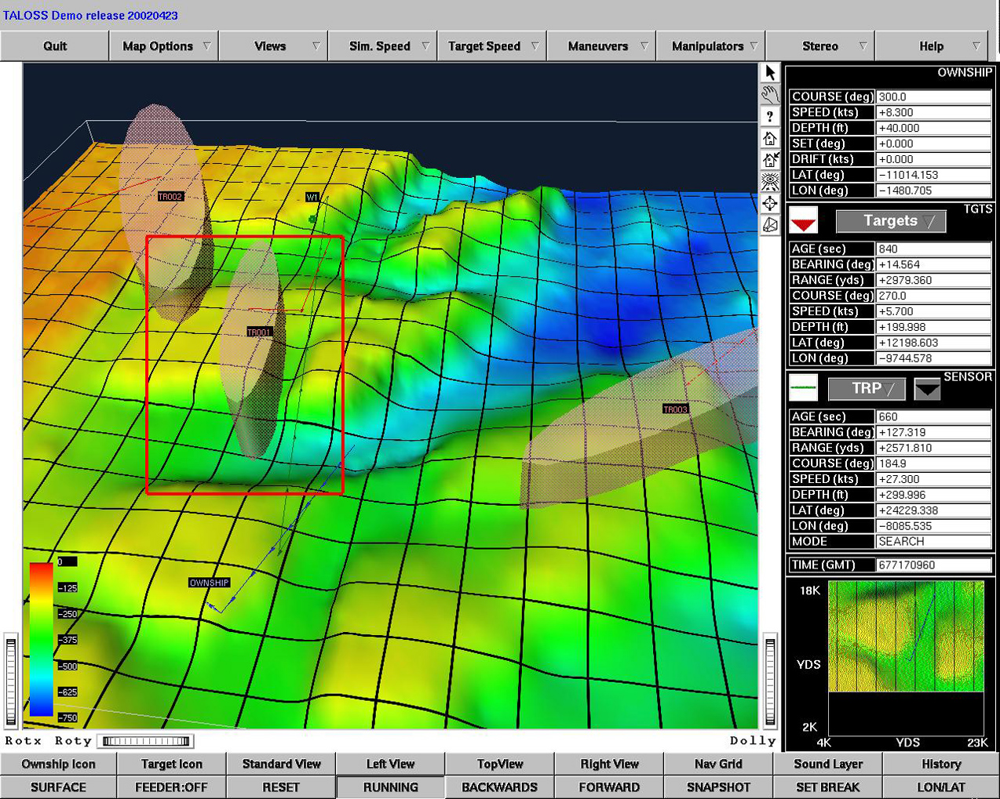 TALOSS Demo release 20020423
Quit Map Options Views Sim. Speed Target Speed Maneuvers Manipulators Stereo Help
OWNSHIP
COURSE (deg) 300.0
SPEED (kts) +8.300
DEPTH (ft) +40.000
SET (deg) +0.000
DRIFT (kts) +0.000
LAT (deg) −11014.153
LON (deg) −1480.705
TGTS
Targets
AGE (sec) 840
BEARING (deg) +14.564
RANGE (yds) +2979.360
COURSE (deg) 270.0
SPEED (kts) +5.700
DEPTH (ft) +199.998
LAT (deg) +12198.603
LON (deg) −9744.578
SENSOR
TRP
AGE (sec) 660
BEARING (deg) +127.319
RANGE (yds) +2571.810
COURSE (deg) 184.9
SPEED (kts) +27.300
DEPTH (ft) +299.996
LAT (deg) +24229.338
LON (deg) −8085.535
MODE SEARCH
TIME (GMT) 677170960
18K
YDS
2K
4K YDS 23K
?
TR002
W1
TR001
TR003
OWNSHIP
0
−125
−250
−375
−500
−625
−750
Rotx Roty Dolly
Ownship Icon Target Icon Standard View Left View TopView Right View Nav Grid Sound Layer History
SURFACE FEEDER:OFF RESET RUNNING BACKWARDS FORWARD SNAPSHOT SET BREAK LON/LAT